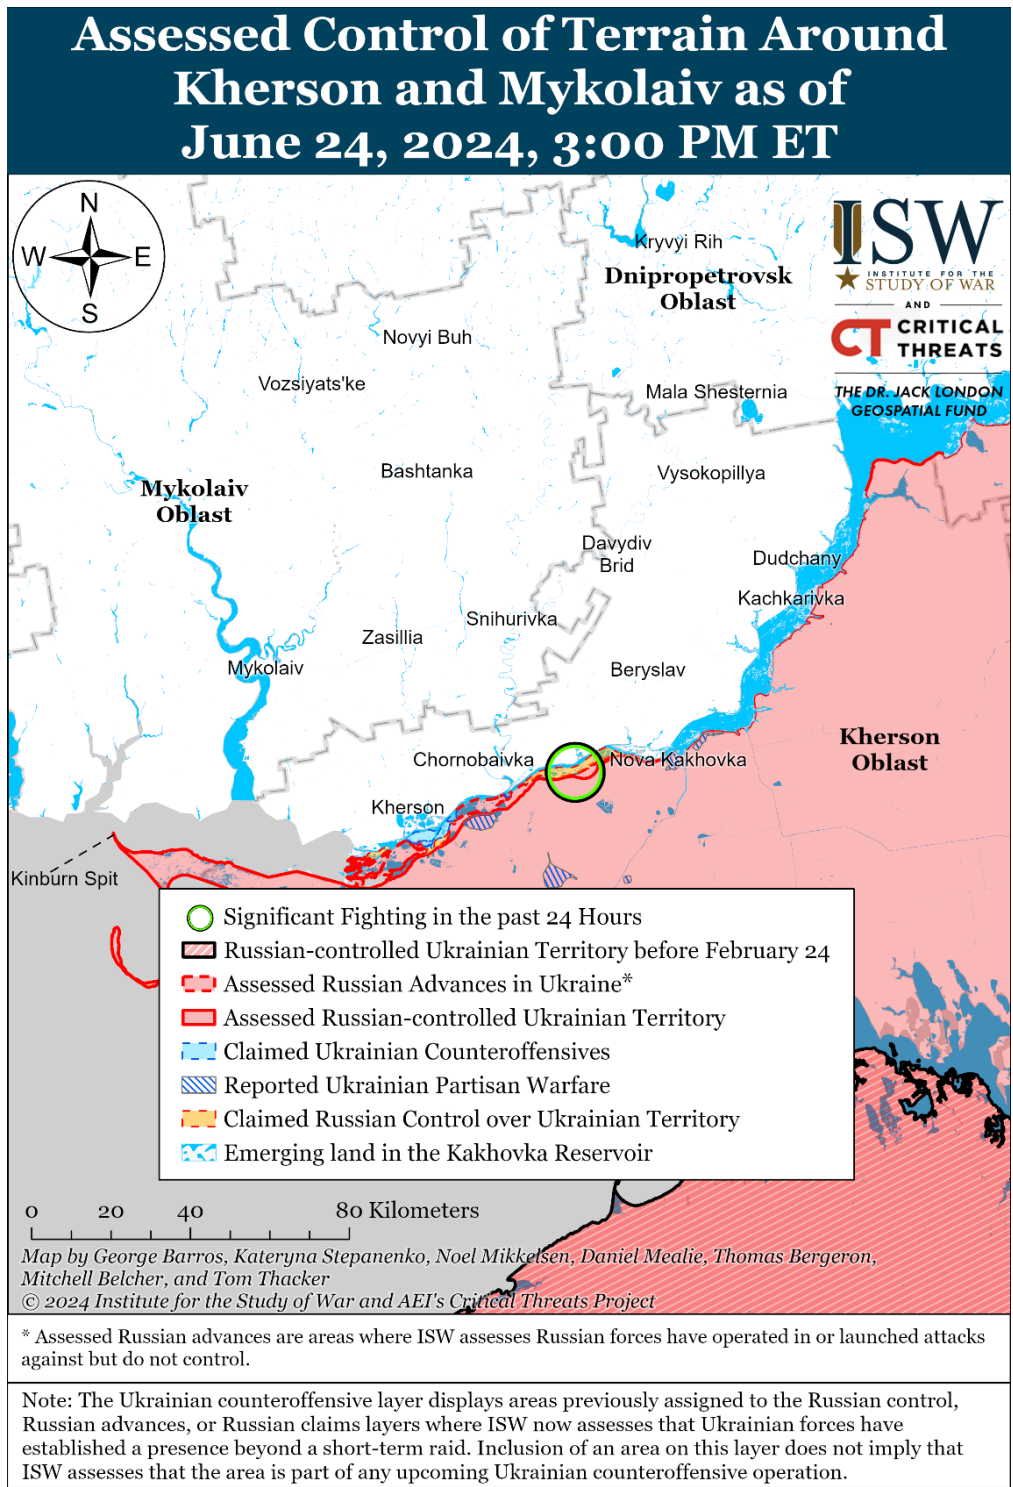 Assessed Control of Terrain Around
Kherson and Mykolaiv as of
June 24, 2024, 3:00 PM ET
N
W
E
S
ISW
INSTITUTE FOR THE
STUDY OF WAR
AND
CT CRITICAL
THREATS
THE DR. JACK LONDON
GEOSPATIAL FUND
Kryvyi Rih
Dnipropetrovsk
Oblast
Novyi Buh
Vozsiyats'ke
Mala Shesternia
Bashtanka
Vysokopillya
Mykolaiv
Oblast
Davydiv
Brid
Dudchany
Kachkarivka
Snihurivka
Zasillia
Mykolaiv
Beryslav
Kherson
Oblast
Chornobaivka
Nova Kakhovka
Kherson
Kinburn Spit
Significant Fighting in the past 24 Hours
Russian-controlled Ukrainian Territory before February 24
Assessed Russian Advances in Ukraine*
Assessed Russian-controlled Ukrainian Territory
Claimed Ukrainian Counteroffensives
Reported Ukrainian Partisan Warfare
Claimed Russian Control over Ukrainian Territory
Emerging land in the Kakhovka Reservoir
0 20 40 80 Kilometers
Map by George Barros, Kateryna Stepanenko, Noel Mikkelsen, Daniel Mealie, Thomas Bergeron,
Mitchell Belcher, and Tom Thacker
© 2024 Institute for the Study of War and AEI's Critical Threats Project
* Assessed Russian advances are areas where ISW assesses Russian forces have operated in or launched attacks
against but do not control.
Note: The Ukrainian counteroffensive layer displays areas previously assigned to the Russian control,
Russian advances, or Russian claims layers where ISW now assesses that Ukrainian forces have
established a presence beyond a short-term raid. Inclusion of an area on this layer does not imply that
ISW assesses that the area is part of any upcoming Ukrainian counteroffensive operation.